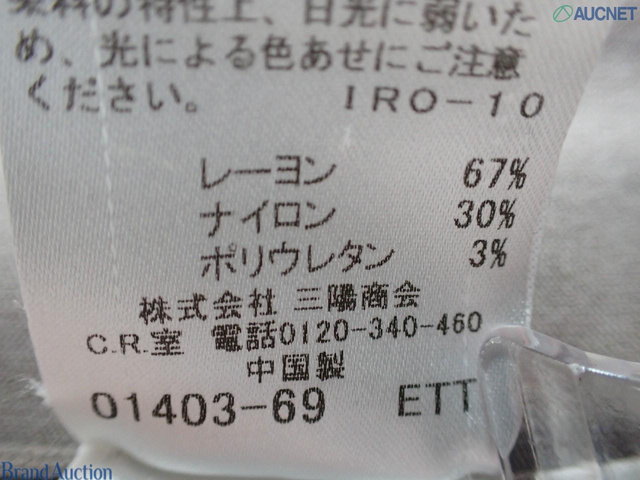 AUCNET
素料の特性上、日光に弱いた
め、光による色あせにご注意
ください。 IRO-10
レーヨン 67%
ナイロン 30%
ポリウレタン 3%
株式会社 三陽商会
C.R.室 電話0120-340-460
中国製
01403-69 ETT
Brand Auction